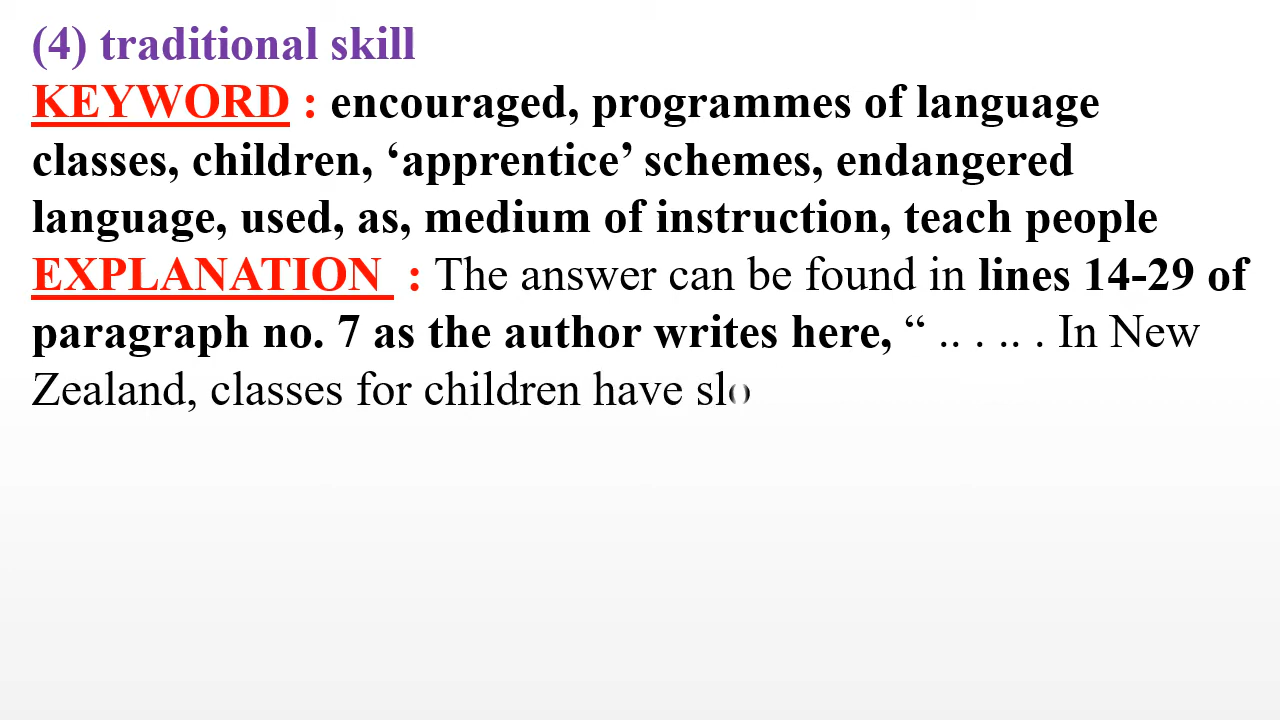 (4) traditional skill
KEYWORD : encouraged, programmes of language
classes, children, ‘apprentice’ schemes, endangered
language, used, as, medium of instruction, teach people
EXPLANATION : The answer can be found in lines 14-29 of
paragraph no. 7 as the author writes here, “ .. . .. . In New
Zealand, classes for children have slo